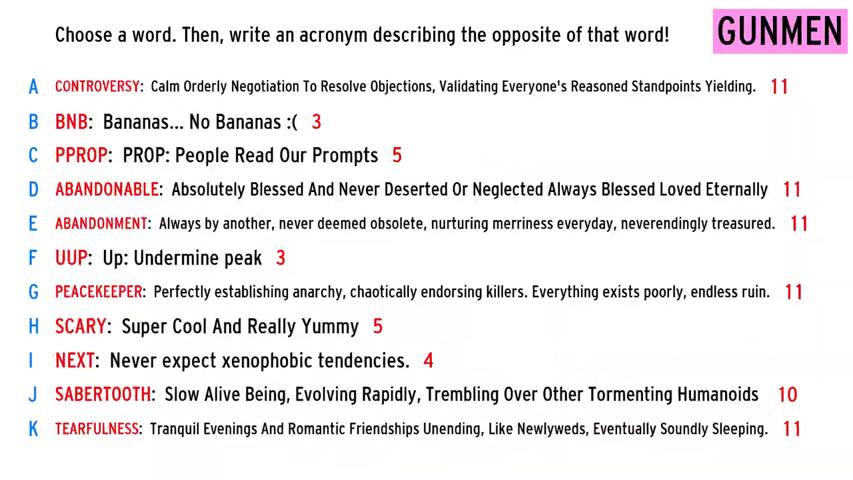 Choose a word. Then, write an acronym describing the opposite of that word!
GUNMEN
A CONTROVERSY: Calm Orderly Negotiation To Resolve Objections, Validating Everyone's Reasoned Standpoints Yielding. 11
B BNB: Bananas... No Bananas :( 3
C PPROP: PROP: People Read Our Prompts 5
D ABANDONABLE: Absolutely Blessed And Never Deserted Or Neglected Always Blessed Loved Eternally 11
E ABANDONMENT: Always by another, never deemed obsolete, nurturing merriness everyday, neverendingly treasured. 11
F UUP: Up: Undermine peak 3
G PEACEKEEPER: Perfectly establishing anarchy, chaotically endorsing killers. Everything exists poorly, endless ruin. 11
H SCARY: Super Cool And Really Yummy 5
I NEXT: Never expect xenophobic tendencies. 4
J SABERTOOTH: Slow Alive Being, Evolving Rapidly, Trembling Over Other Tormenting Humanoids 10
K TEARFULNESS: Tranquil Evenings And Romantic Friendships Unending, Like Newlyweds, Eventually Soundly Sleeping. 11